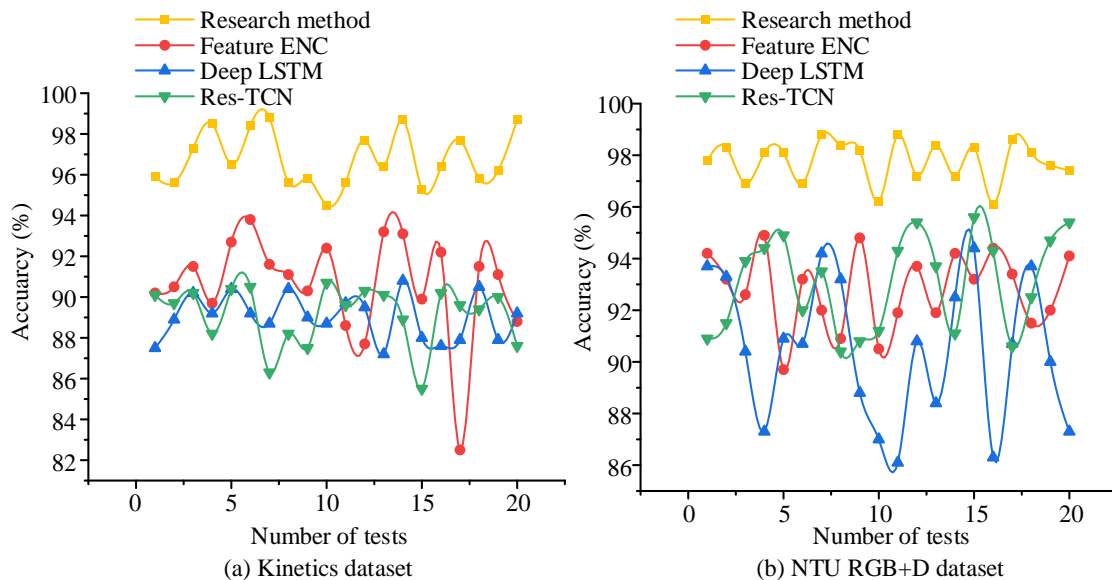 Research method
Feature ENC
Deep LSTM
Res-TCN
100
98
96
94
92
90
88
86
84
82
Accuarcy (%)
0
5
10
15
20
Number of tests
(a) Kinetics dataset
Research method
Feature ENC
Deep LSTM
Res-TCN
100
98
96
94
92
90
88
86
Accuracy (%)
0
5
10
15
20
Number of tests
(b) NTU RGB+D dataset